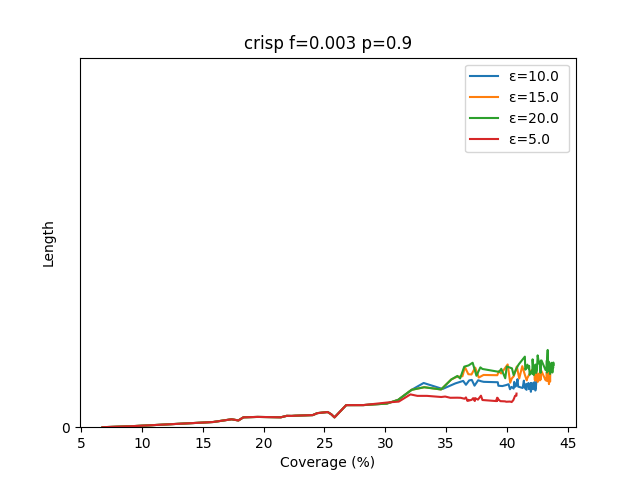 crisp f=0.003 p=0.9
ε=10.0
ε=15.0
ε=20.0
ε=5.0
Length
0
5 10 15 20 25 30 35 40 45
Coverage (%)